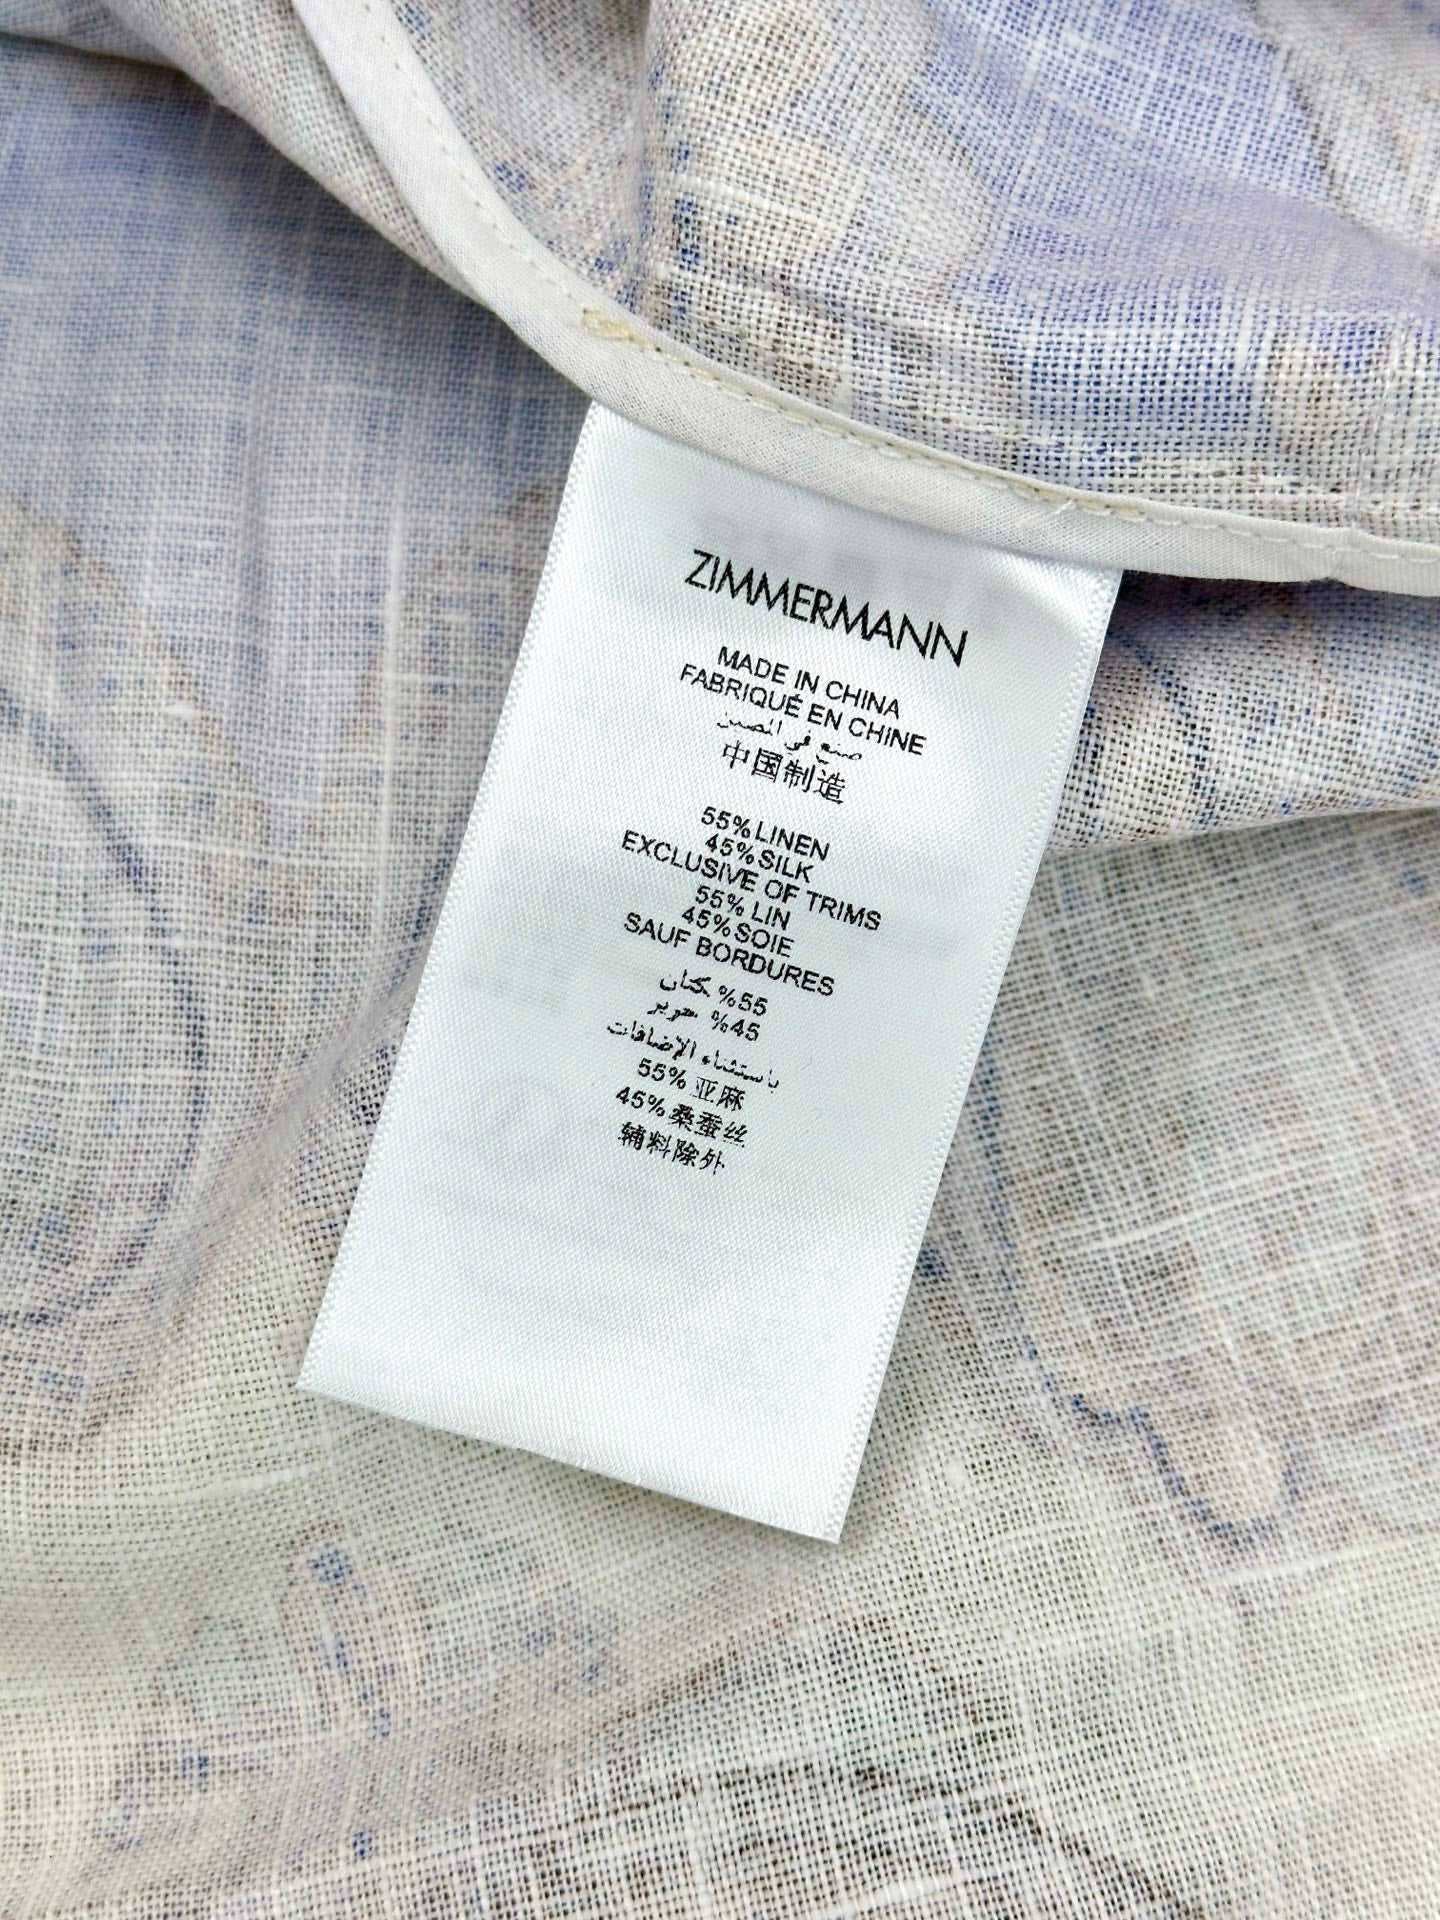 ZIMMERMANN
MADE IN CHINA
FABRIQUÉ EN CHINE
صنع في الصين
中国制造
55% LINEN
45% SILK
EXCLUSIVE OF TRIMS
55% LIN
45% SOIE
SAUF BORDURES
55% كتان
45% حرير
باستثناء الإضافات
55% 亚麻
45% 桑蚕丝
辅料除外